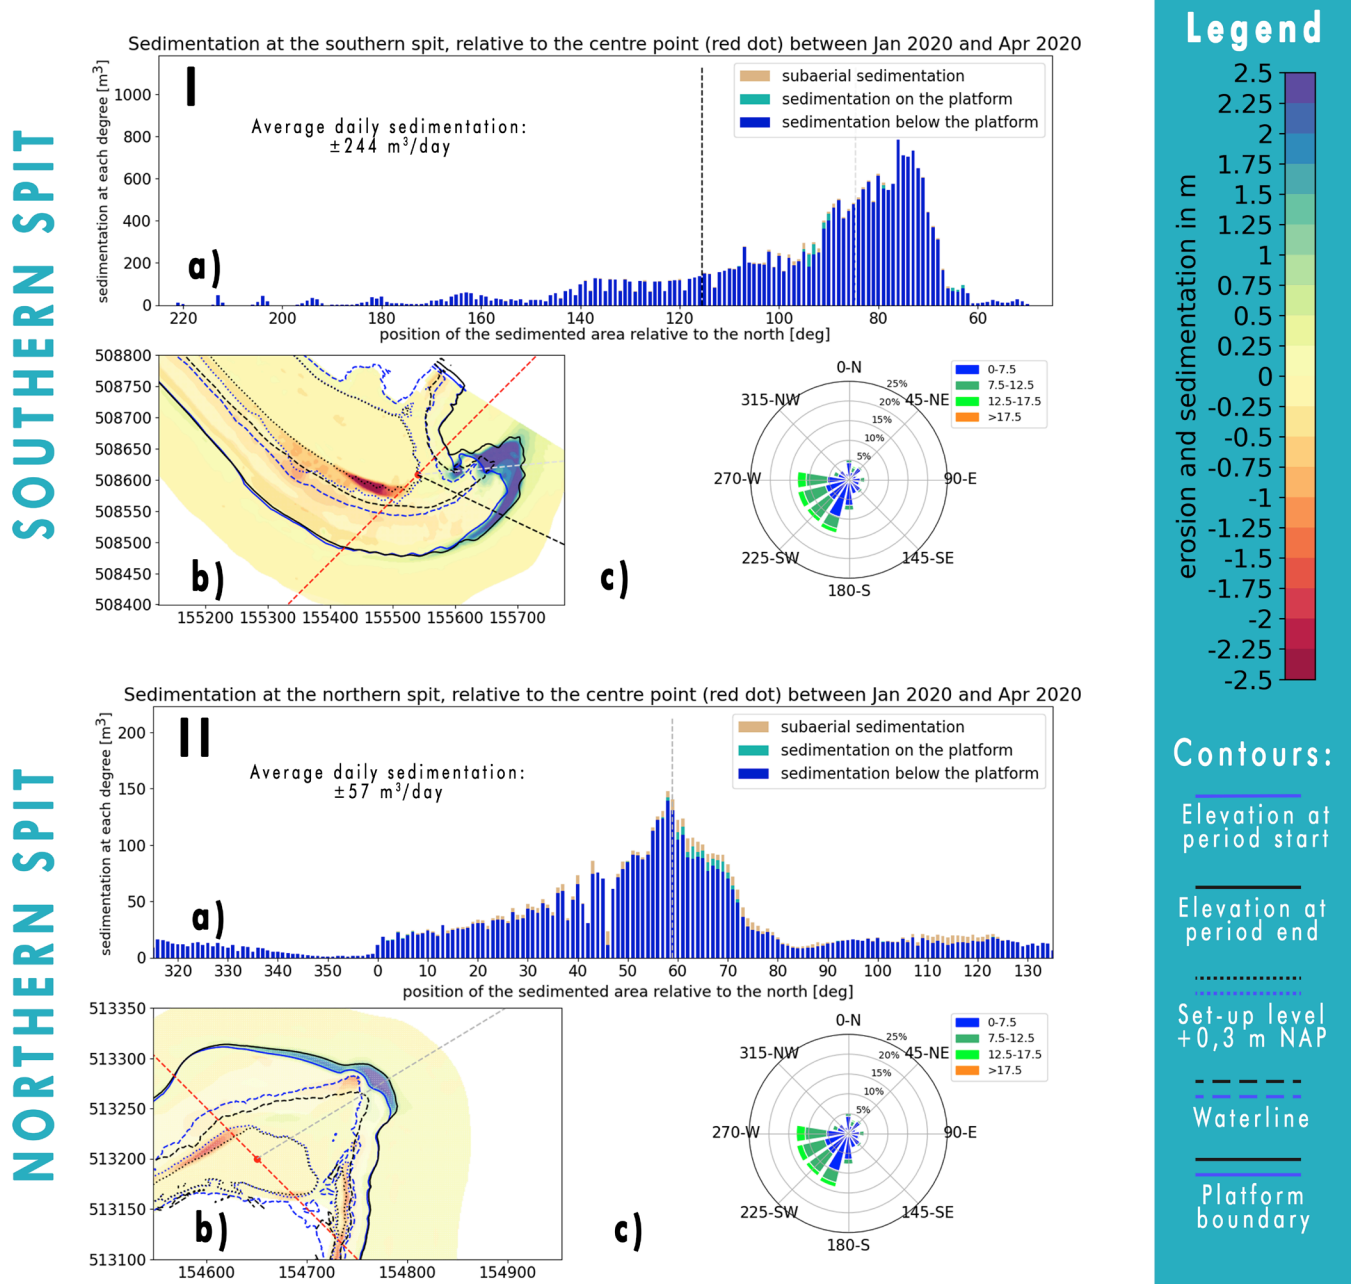 SOUTHERN SPIT
Sedimentation at the southern spit, relative to the centre point (red dot) between Jan 2020 and Apr 2020
I
Average daily sedimentation:
±244 m³/day
a)
subaerial sedimentation
sedimentation on the platform
sedimentation below the platform
sedimentation at each degree [m³]
1000
800
600
400
200
0
220 200 180 160 140 120 100 80 60
position of the sedimented area relative to the north [deg]
508800
508750
508700
508650
508600
508550
508500
508450
508400
155200 155300 155400 155500 155600 155700
b)
c)
0-N
45-NE
90-E
145-SE
180-S
225-SW
270-W
315-NW
25%
20%
15%
10%
5%
0-7.5
7.5-12.5
12.5-17.5
>17.5
NORTHERN SPIT
Sedimentation at the northern spit, relative to the centre point (red dot) between Jan 2020 and Apr 2020
II
Average daily sedimentation:
±57 m³/day
a)
subaerial sedimentation
sedimentation on the platform
sedimentation below the platform
sedimentation at each degree [m³]
200
150
100
50
0
320 330 340 350 0 10 20 30 40 50 60 70 80 90 100 110 120 130
position of the sedimented area relative to the north [deg]
513350
513300
513250
513200
513150
513100
154600 154700 154800 154900
b)
c)
0-N
45-NE
90-E
145-SE
180-S
225-SW
270-W
315-NW
25%
20%
15%
10%
5%
0-7.5
7.5-12.5
12.5-17.5
>17.5
Legend
erosion and sedimentation in m
2.5
2.25
2
1.75
1.5
1.25
1
0.75
0.5
0.25
0
-0.25
-0.5
-0.75
-1
-1.25
-1.5
-1.75
-2
-2.25
-2.5
Contours:
Elevation at
period start
Elevation at
period end
Set-up level
+0,3 m NAP
Waterline
Platform
boundary